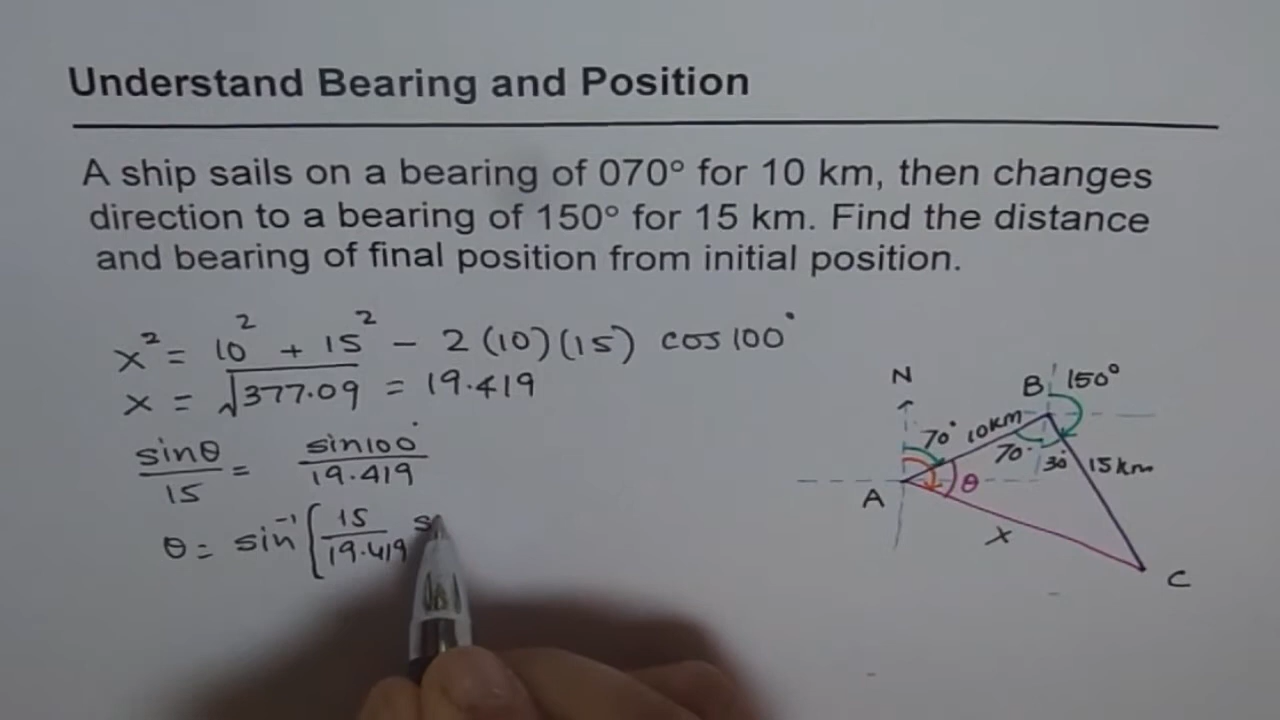 Understand Bearing and Position
A ship sails on a bearing of 070° for 10 km, then changes
direction to a bearing of 150° for 15 km. Find the distance
and bearing of final position from initial position.
x² = 10² + 15² - 2 (10)(15) cos 100°
x = √377.09 = 19.419
sinθ/15 = sin100°/19.419
θ = sin⁻¹[15/19.419 s
N
B 150°
70° 10km
70° 30° 15km
A θ
x
C